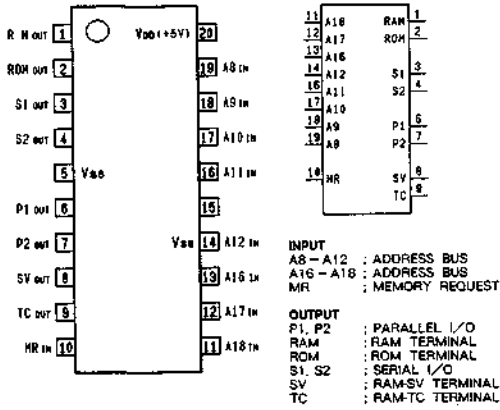 R M OUT 1 VDD (+5V) 20
ROM OUT 2 19 A8 IN
S1 OUT 3 18 A9 IN
S2 OUT 4 17 A10 IN
5 Vss 16 A11 IN
P1 OUT 6 15
P2 OUT 7 Vss 14 A12 IN
SV OUT 8 13 A16 IN
TC OUT 9 12 A17 IN
MR IN 10 11 A18 IN
11 A18 RAM 1
12 A17 ROM 2
13 A16
14 A12 S1 3
16 A11 S2 4
17 A10
18 A9 P1 6
19 A8 P2 7
10 MR SV 8
TC 9
INPUT
A8 – A12 ; ADDRESS BUS
A16 – A18 ; ADDRESS BUS
MR ; MEMORY REQUEST
OUTPUT
P1, P2 ; PARALLEL I/O
RAM ; RAM TERMINAL
ROM ; ROM TERMINAL
S1, S2 ; SERIAL I/O
SV ; RAM-SV TERMINAL
TC ; RAM-TC TERMINAL